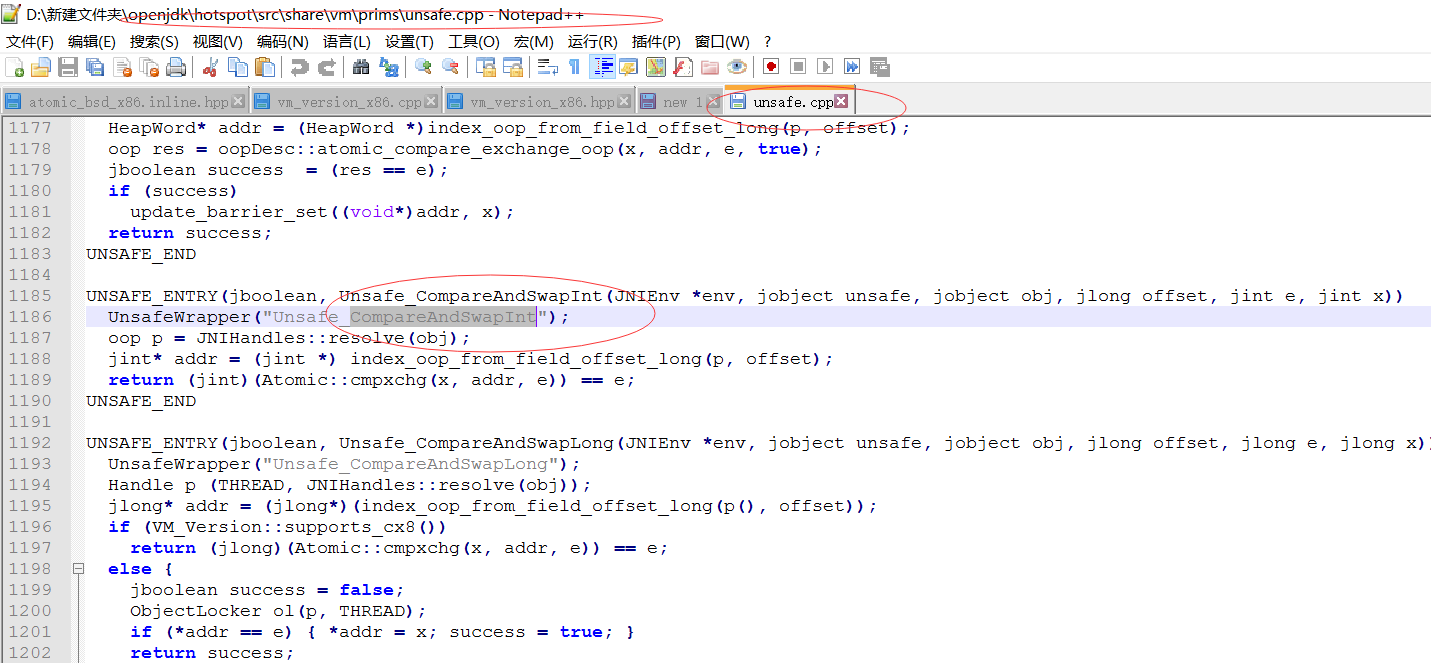 D:\新建文件夹\openjdk\hotspot\src\share\vm\prims\unsafe.cpp - Notepad++
文件(F) 编辑(E) 搜索(S) 视图(V) 编码(N) 语言(L) 设置(T) 工具(O) 宏(M) 运行(R) 插件(P) 窗口(W) ?
atomic_bsd_x86.inline.hpp vm_version_x86.cpp vm_version_x86.hpp new 1 unsafe.cpp
1177 HeapWord* addr = (HeapWord *)index_oop_from_field_offset_long(p, offset);
1178 oop res = oopDesc::atomic_compare_exchange_oop(x, addr, e, true);
1179 jboolean success  = (res == e);
1180 if (success)
1181 update_barrier_set((void*)addr, x);
1182 return success;
1183 UNSAFE_END
1184
1185 UNSAFE_ENTRY(jboolean, Unsafe_CompareAndSwapInt(JNIEnv *env, jobject unsafe, jobject obj, jlong offset, jint e, jint x))
1186 UnsafeWrapper("Unsafe_CompareAndSwapInt");
1187 oop p = JNIHandles::resolve(obj);
1188 jint* addr = (jint *) index_oop_from_field_offset_long(p, offset);
1189 return (jint)(Atomic::cmpxchg(x, addr, e)) == e;
1190 UNSAFE_END
1191
1192 UNSAFE_ENTRY(jboolean, Unsafe_CompareAndSwapLong(JNIEnv *env, jobject unsafe, jobject obj, jlong offset, jlong e, jlong x))
1193 UnsafeWrapper("Unsafe_CompareAndSwapLong");
1194 Handle p (THREAD, JNIHandles::resolve(obj));
1195 jlong* addr = (jlong*)(index_oop_from_field_offset_long(p(), offset));
1196 if (VM_Version::supports_cx8())
1197 return (jlong)(Atomic::cmpxchg(x, addr, e)) == e;
1198 else {
1199 jboolean success = false;
1200 ObjectLocker ol(p, THREAD);
1201 if (*addr == e) { *addr = x; success = true; }
1202 return success;